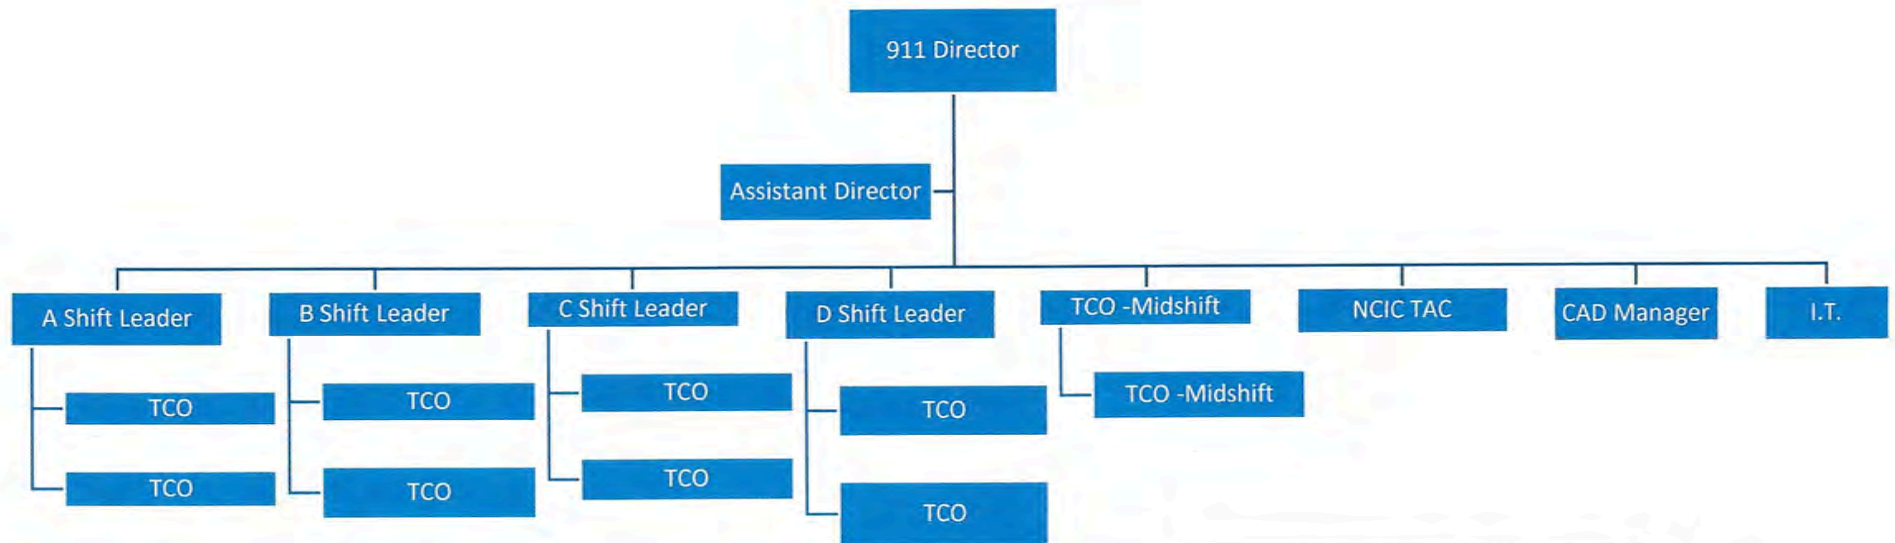 911 Director
Assistant Director
A Shift Leader
B Shift Leader
C Shift Leader
D Shift Leader
TCO -Midshift
NCIC TAC
CAD Manager
I.T.
TCO
TCO
TCO
TCO
TCO -Midshift
TCO
TCO
TCO
TCO